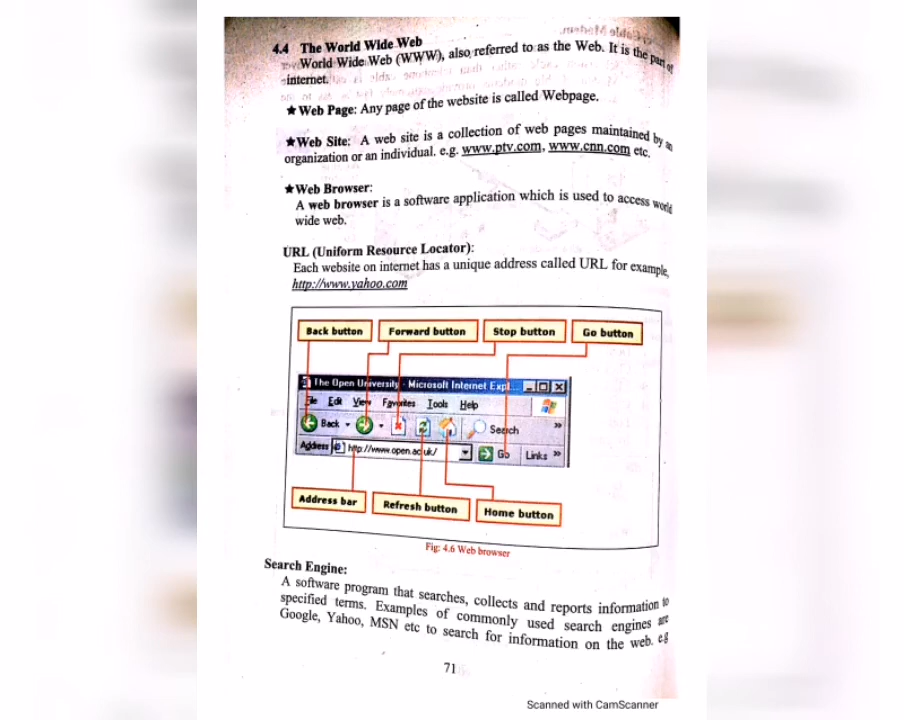 4.4 The World Wide Web
World Wide Web (WWW), also referred to as the Web. It is the part of
internet.
★ Web Page: Any page of the website is called Webpage.
★Web Site: A web site is a collection of web pages maintained by an
organization or an individual. e.g. www.ptv.com, www.cnn.com etc.
★Web Browser:
A web browser is a software application which is used to access world
wide web.
URL (Uniform Resource Locator):
Each website on internet has a unique address called URL for example,
http://www.yahoo.com
Back button Forward button Stop button Go button
The Open University - Microsoft Internet Expl...
File Edit View Favorites Tools Help
Back Search »
Address http://www.open.ac.uk/ Go Links »
Address bar Refresh button Home button
Fig: 4.6 Web browser
Search Engine:
A software program that searches, collects and reports information to
specified terms. Examples of commonly used search engines are
Google, Yahoo, MSN etc to search for information on the web. e.g
71
Scanned with CamScanner